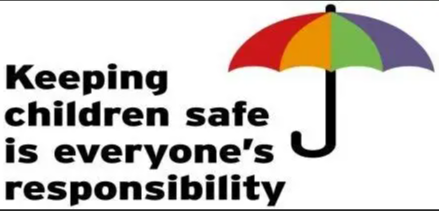 Keeping
children safe
is everyone's
responsibility